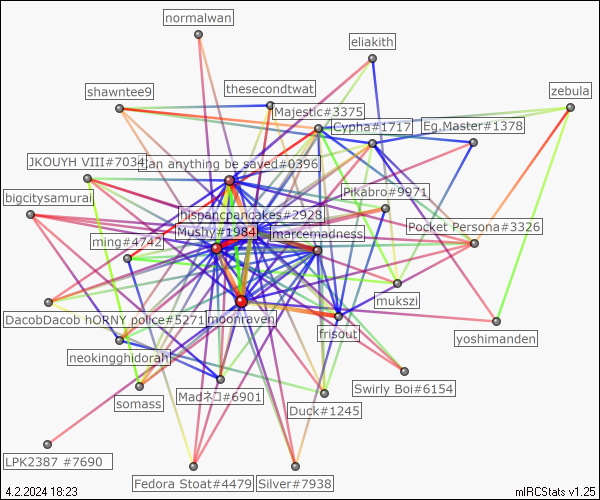 normalwan
eliakith
shawntee9
thesecondtwat
zebula
Majestic#3375
Cypha#1717
Eg.Master#1378
JKOUYH VIII#7034
an anything be saved#0396
bigcitysamurai
Pikabro#9971
hispancpancakes#2928
Mushy#1984
marcemadness
Pocket Persona#3326
ming#4742
mukszi
DacobDacob hORNY police#5271
moonraven
frisout
yoshimanden
neokingghidorah
Swirly Boi#6154
somass
Madネコ#6901
Duck#1245
LPK2387 #7690
Fedora Stoat#4479
Silver#7938
4.2.2024 18:23
mIRCStats v1.25